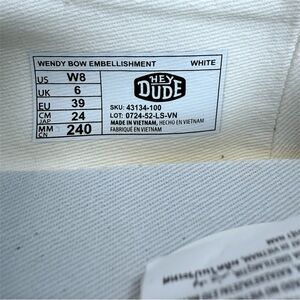 WENDY BOW EMBELLISHMENT WHITE
US W8
UK 6
EU 39
CM JAP 24
MM CN 240
HEY DUDE
SKU: 43134-100
LOT: 0724-52-LS-VN
MADE IN VIETNAM, HECHO EN VIETNAM
FABRIQUÉ EN VIETNAM